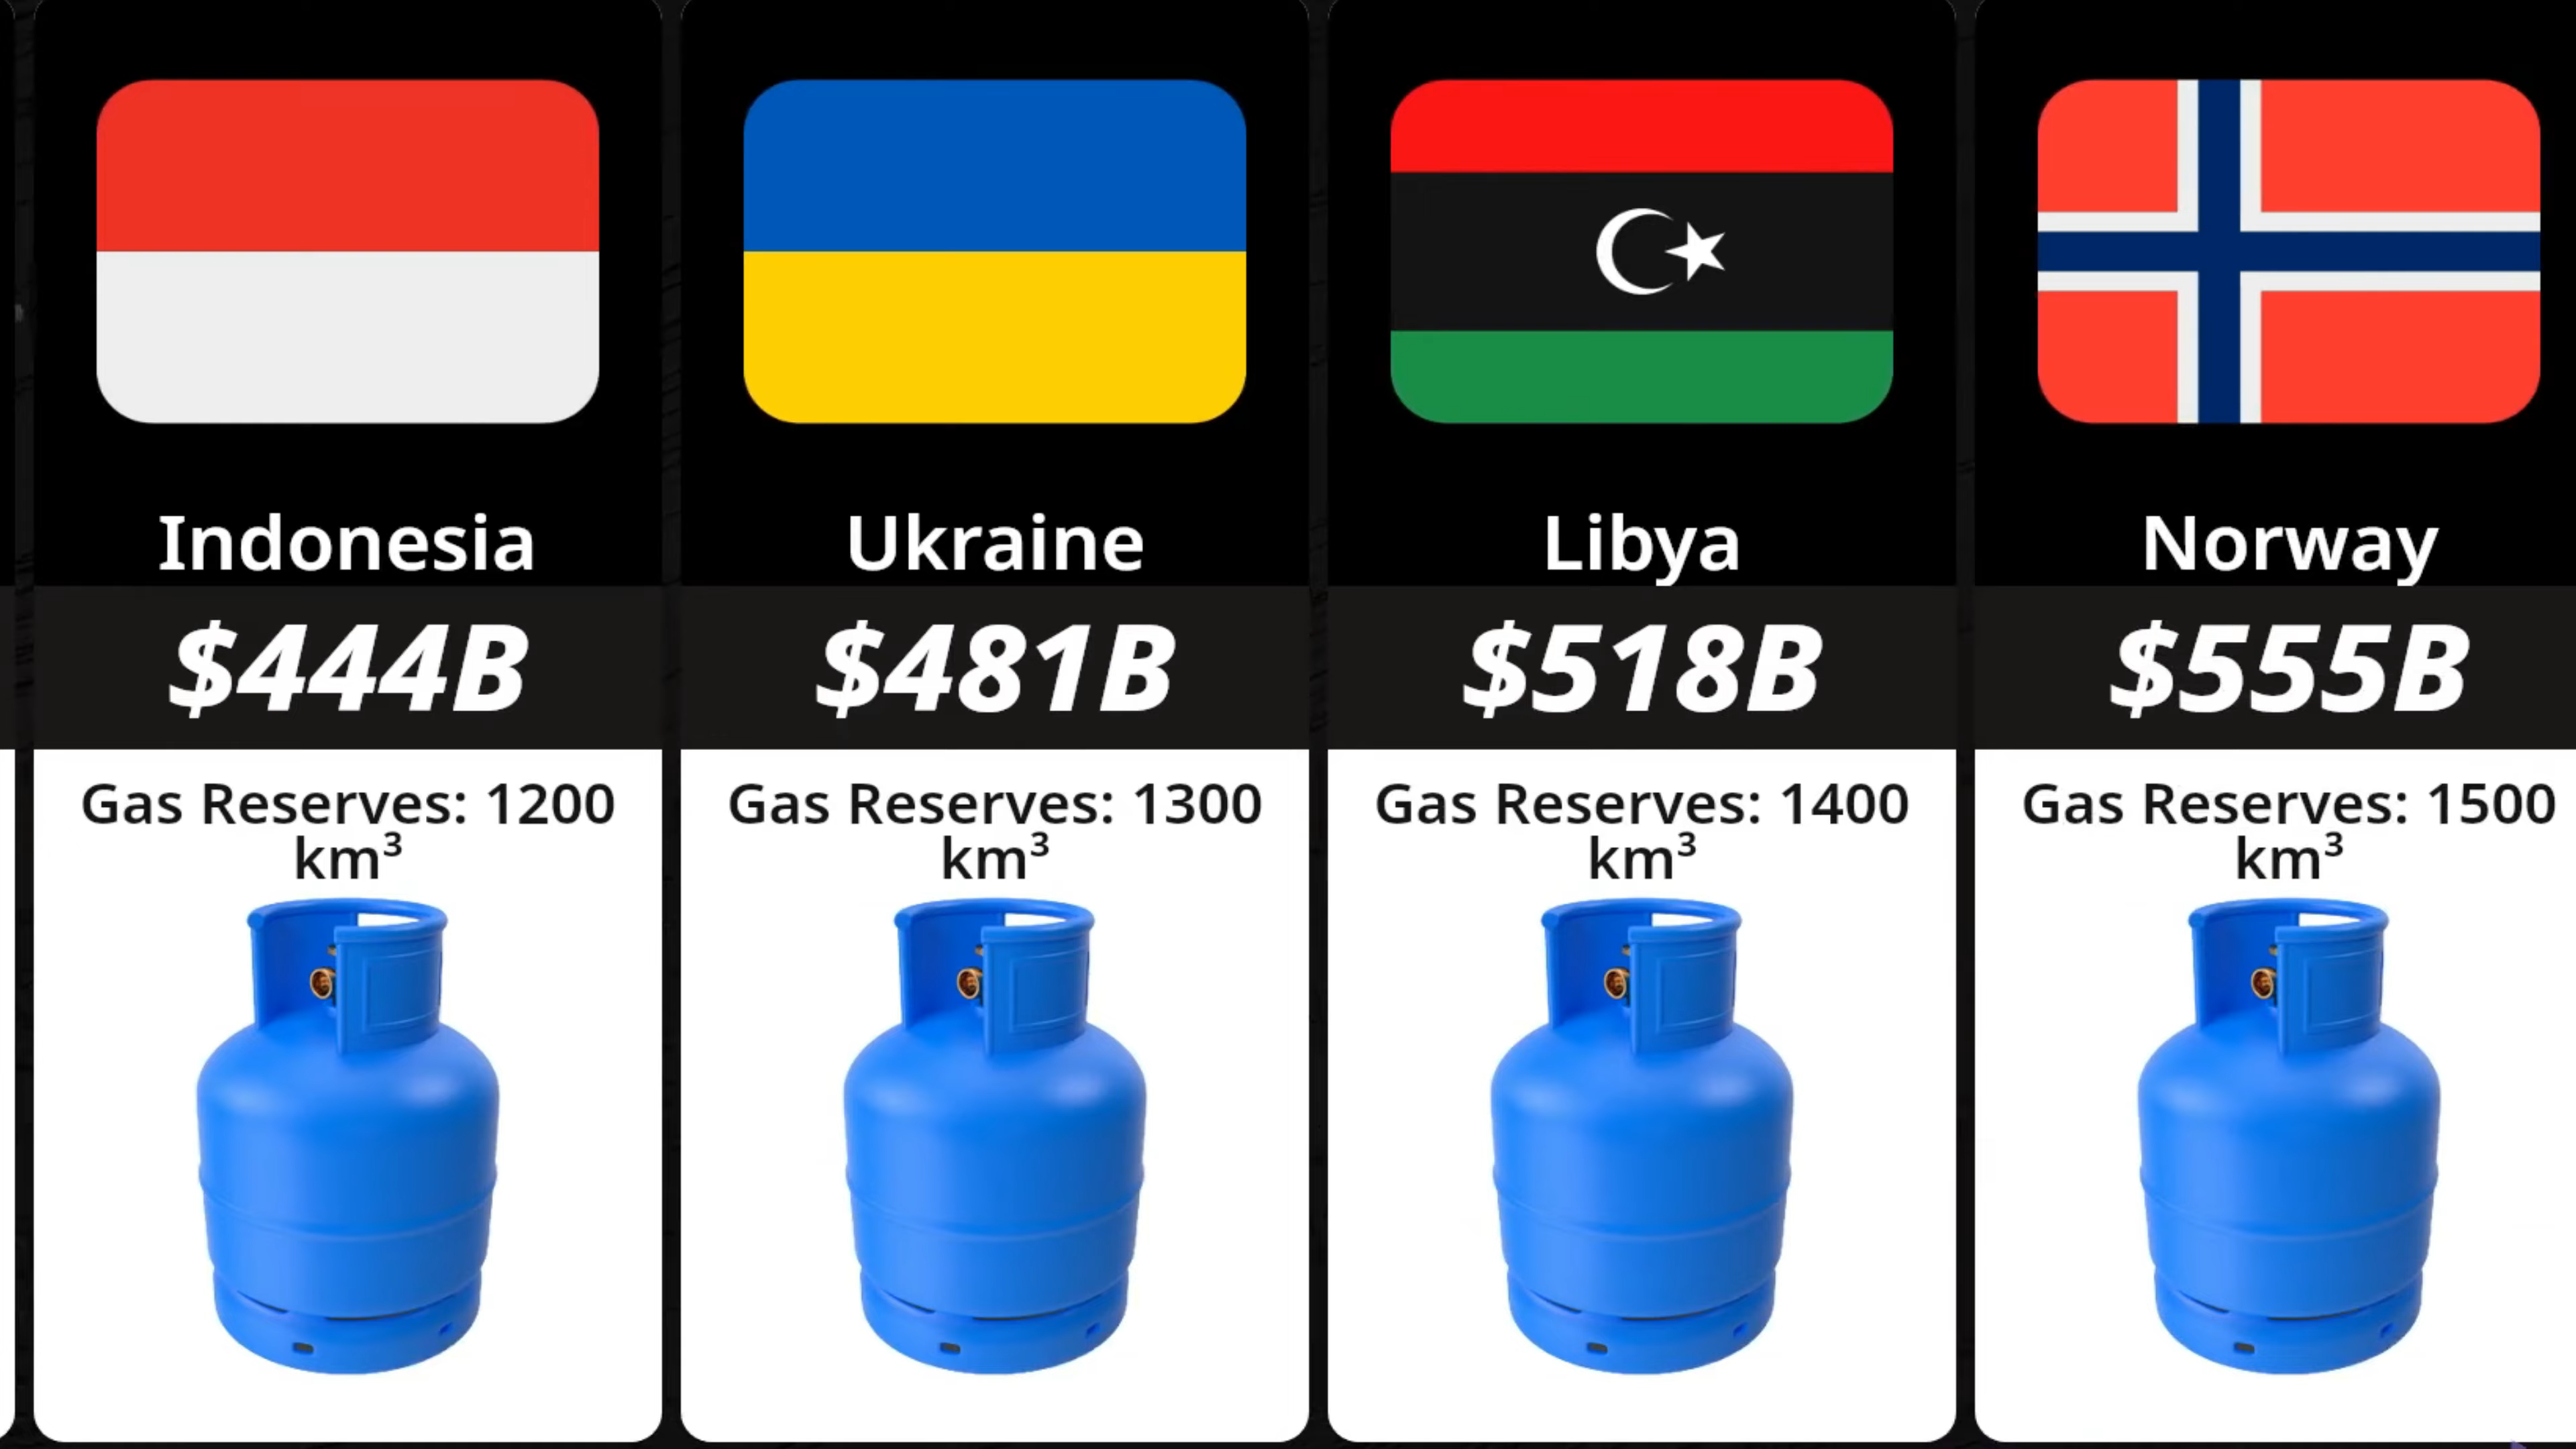 Indonesia
$444B
Gas Reserves: 1200
km³
Ukraine
$481B
Gas Reserves: 1300
km³
Libya
$518B
Gas Reserves: 1400
km³
Norway
$555B
Gas Reserves: 1500
km³